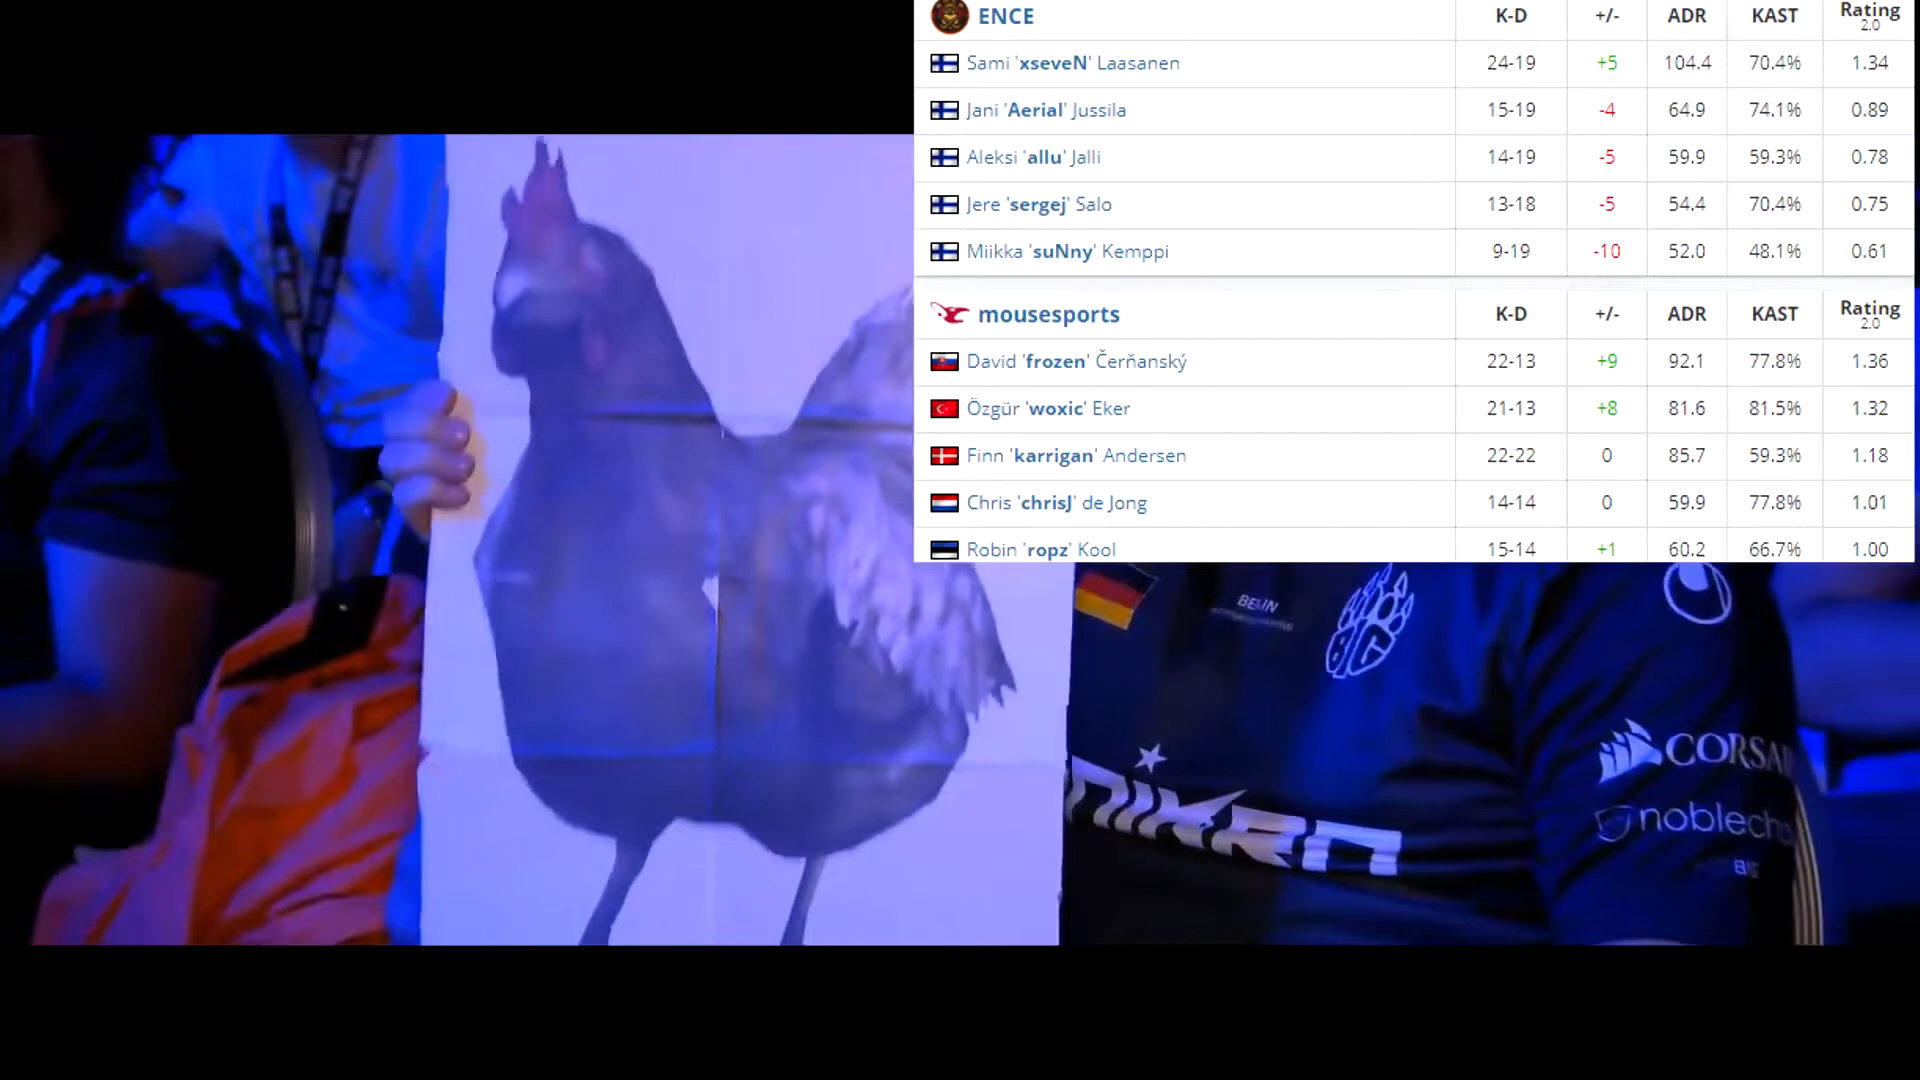 ENCE K-D +/- ADR KAST Rating 2.0
Sami 'xseveN' Laasanen 24-19 +5 104.4 70.4% 1.34
Jani 'Aerial' Jussila 15-19 -4 64.9 74.1% 0.89
Aleksi 'allu' Jalli 14-19 -5 59.9 59.3% 0.78
Jere 'sergej' Salo 13-18 -5 54.4 70.4% 0.75
Miikka 'suNny' Kemppi 9-19 -10 52.0 48.1% 0.61
mousesports K-D +/- ADR KAST Rating 2.0
David 'frozen' Čerňanský 22-13 +9 92.1 77.8% 1.36
Özgür 'woxic' Eker 21-13 +8 81.6 81.5% 1.32
Finn 'karrigan' Andersen 22-22 0 85.7 59.3% 1.18
Chris 'chrisJ' de Jong 14-14 0 59.9 77.8% 1.01
Robin 'ropz' Kool 15-14 +1 60.2 66.7% 1.00
BIG
CORSAI
noblecha